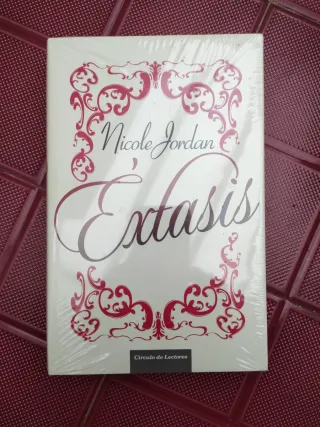 Nicole Jordan
Éxtasis
Círculo de Lectores